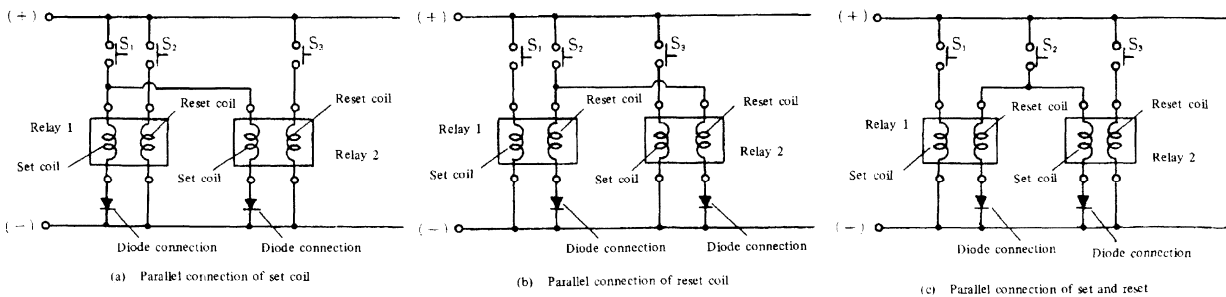 (+)
S₁ S₂ S₃
Reset coil
Reset coil
Relay 1
Set coil
Set coil
Relay 2
(−)
Diode connection
Diode connection
(a) Parallel connection of set coil
(+)
S₁ S₂ S₃
Reset coil
Reset coil
Relay 1
Set coil
Set coil
Relay 2
(−)
Diode connection
Diode connection
(b) Parallel connection of reset coil
(+)
S₁ S₂ S₃
Reset coil
Reset coil
Relay 1
Set coil
Set coil
Relay 2
(−)
Diode connection
Diode connection
(c) Parallel connection of set and reset